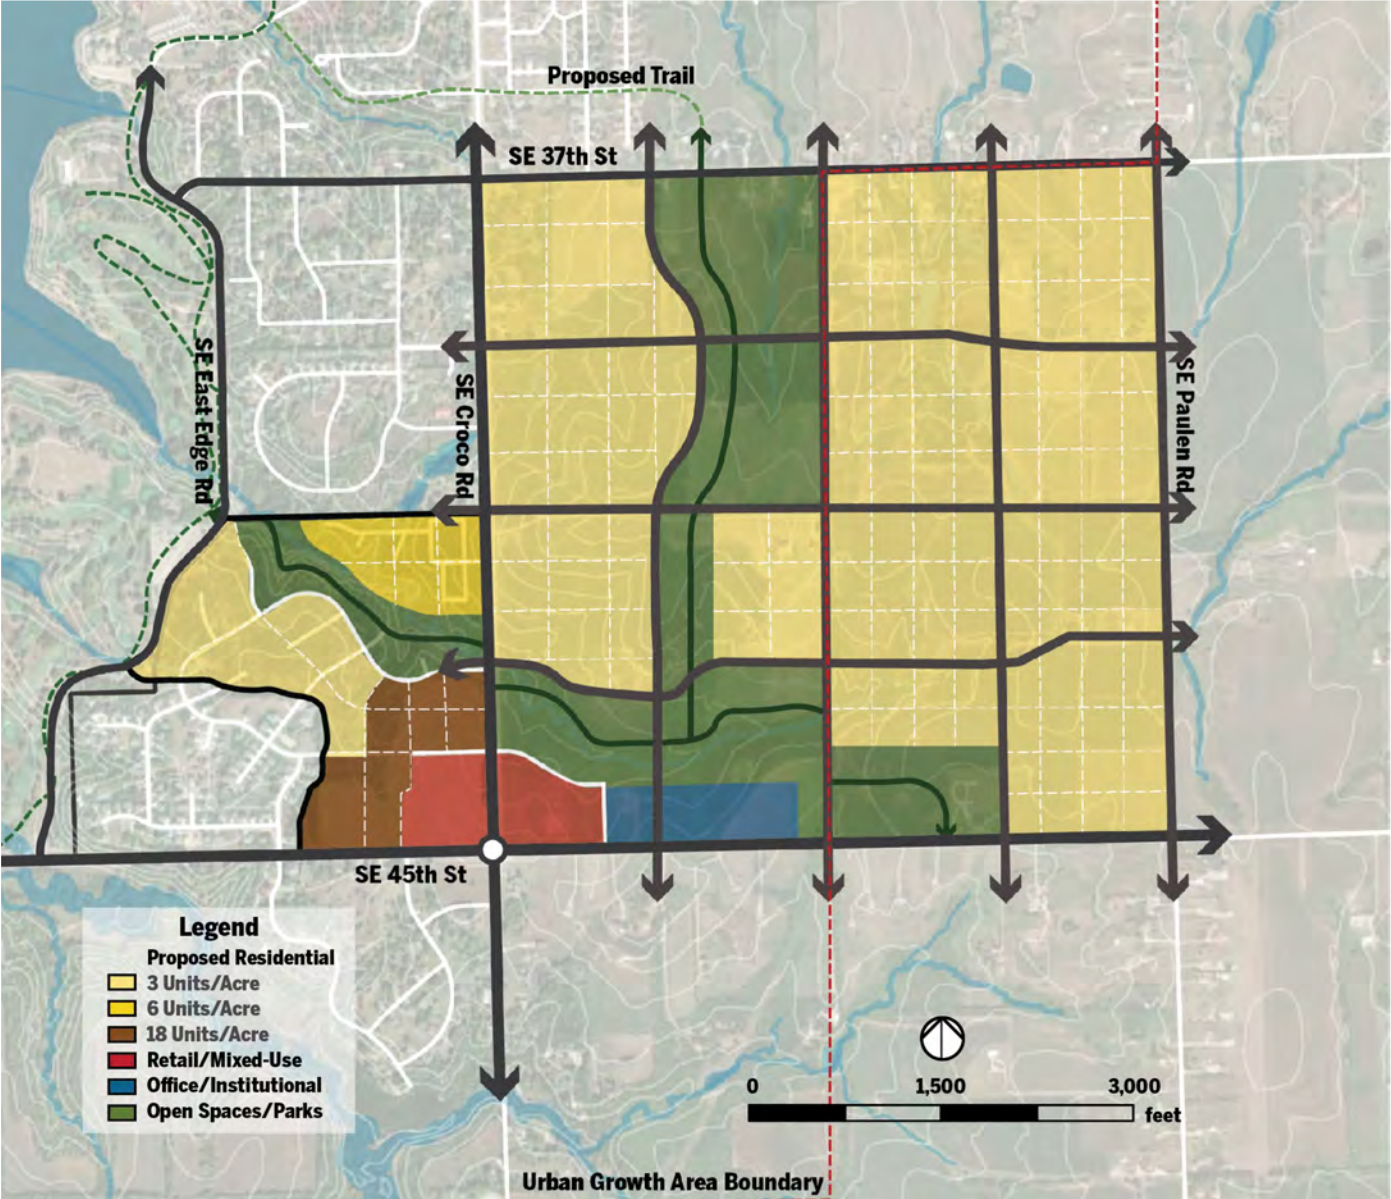 Proposed Trail
SE 37th St
SE East Edge Rd
SE Croco Rd
SE Paulen Rd
SE 45th St
Legend
Proposed Residential
3 Units/Acre
6 Units/Acre
18 Units/Acre
Retail/Mixed-Use
Office/Institutional
Open Spaces/Parks
0 1,500 3,000
feet
Urban Growth Area Boundary